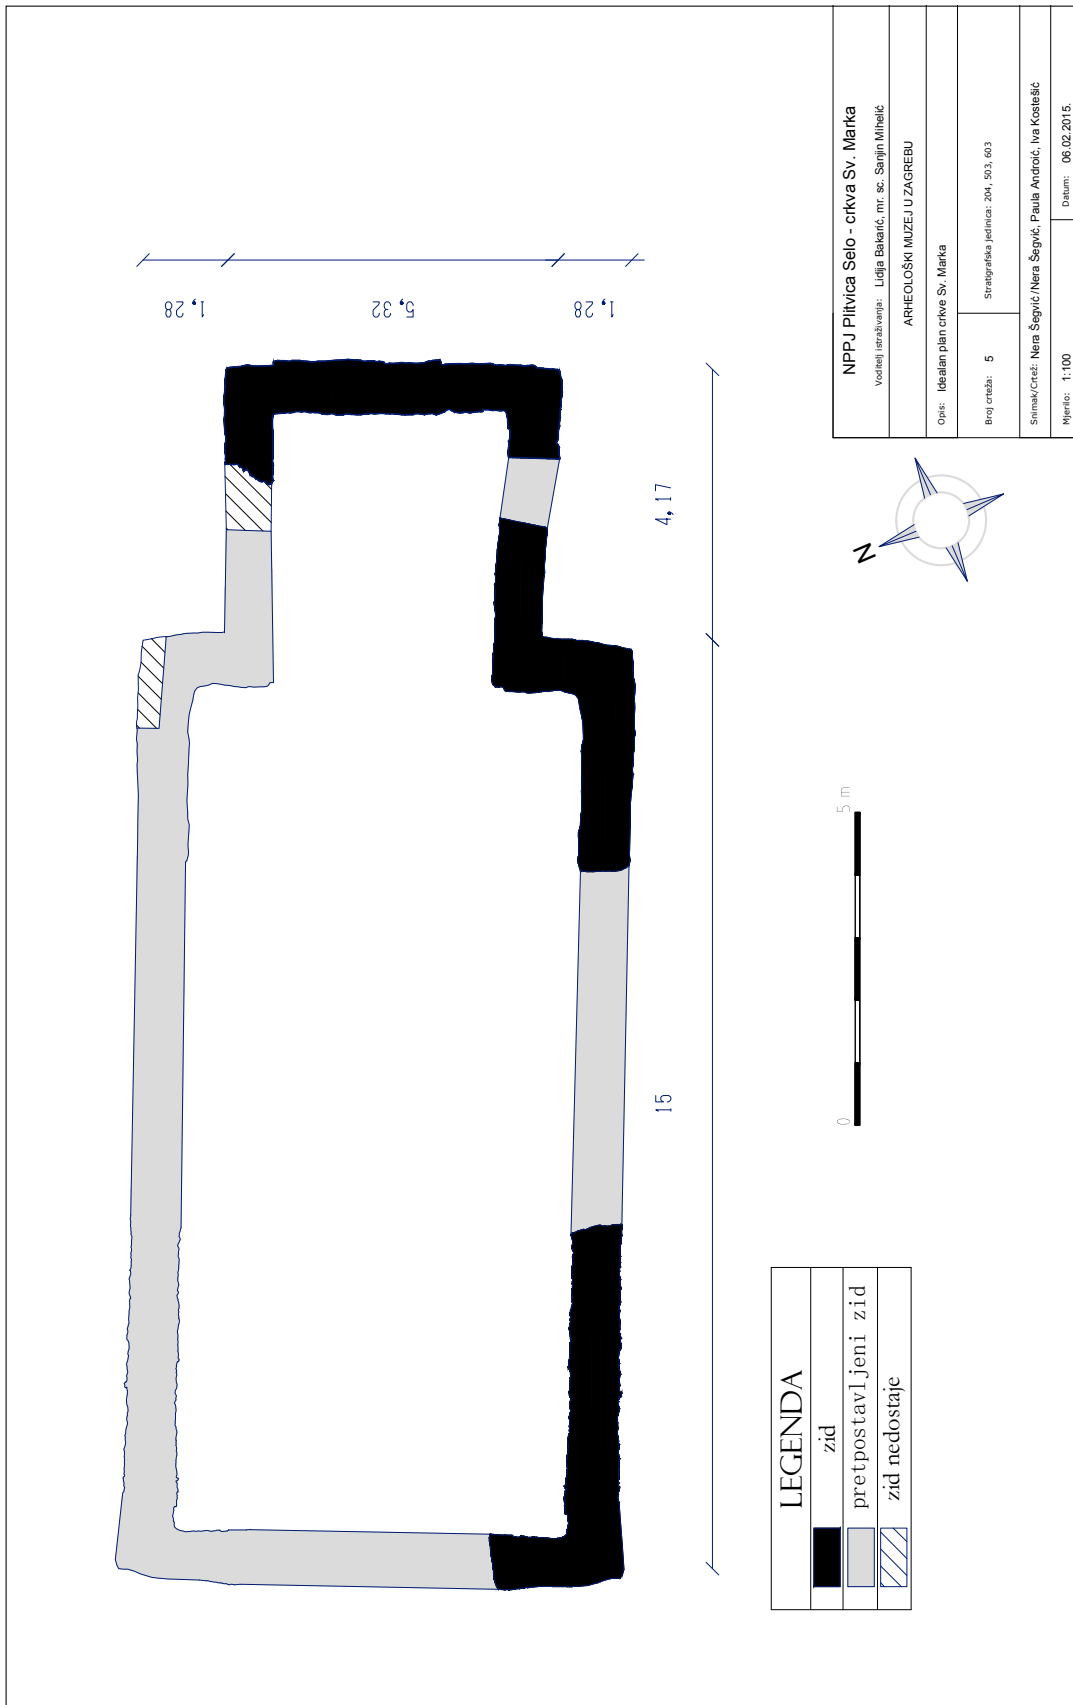 NPPJ Plitvica Selo - crkva Sv. Marka
Voditelj istraživanja: Lidija Bakarić, mr. sc. Sanjin Mihelić
ARHEOLOŠKI MUZEJ U ZAGREBU
Opis: Idealan plan crkve Sv. Marka
Broj crteža: 5
Stratigrafska jedinica: 204, 503, 603
Snimak/Crtež: Nera Šegvić /Nera Šegvić, Paula Androić, Iva Kostešić
Mjerilo: 1:100
Datum: 06.02.2015.
1,28
5,32
1,28
4,17
15
N
0
5 m
LEGENDA
zid
pretpostavljeni zid
zid nedostaje